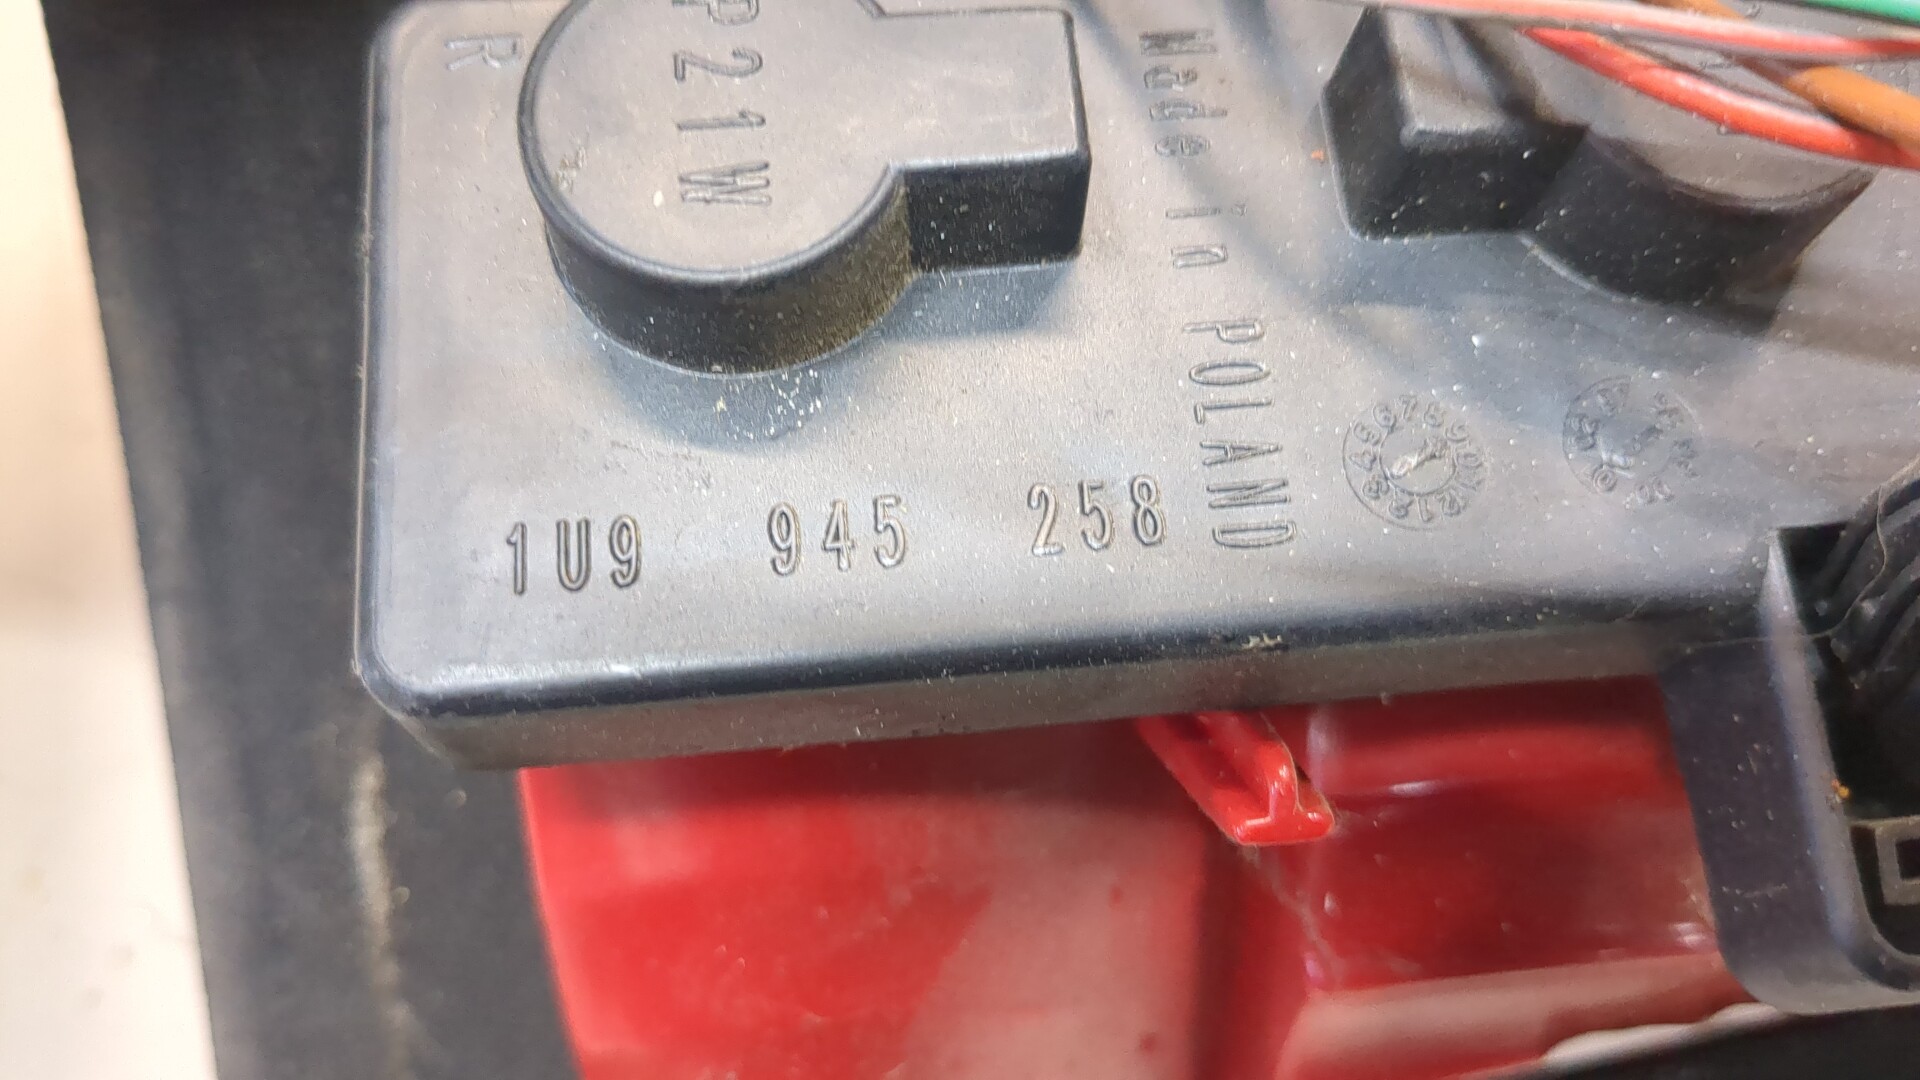 R
P21W
Made in POLAND
1U9 945 258